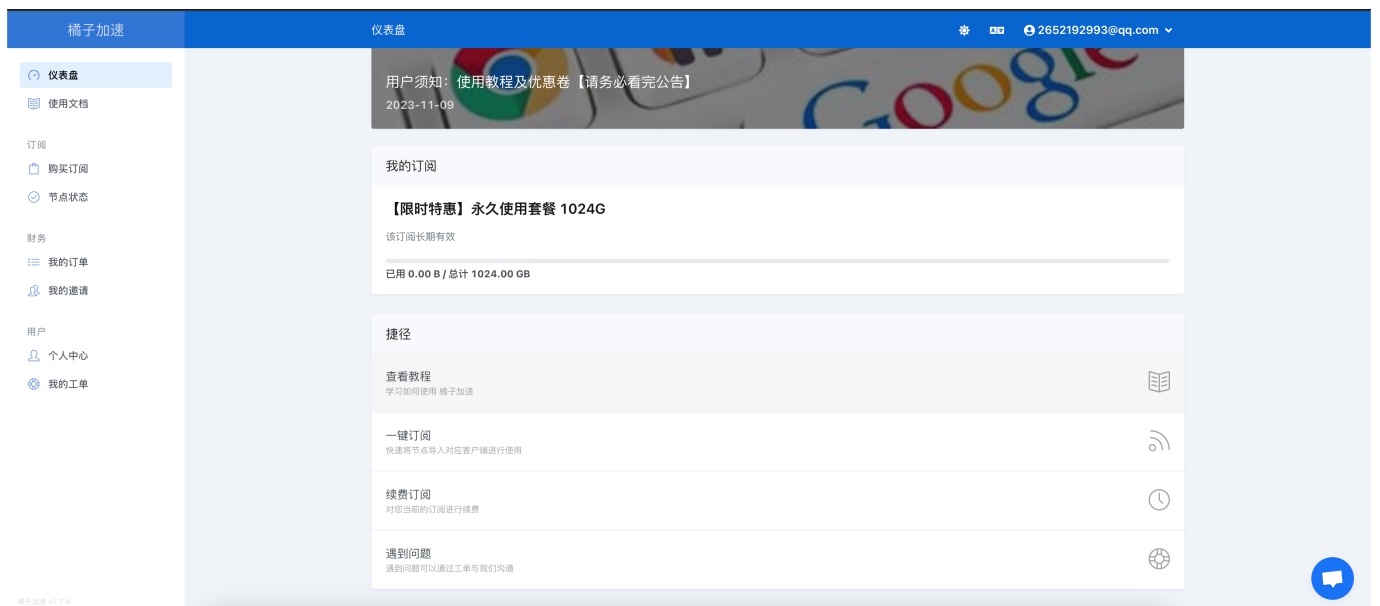 橘子加速
仪表盘
2652192993@qq.com
仪表盘
使用文档
订阅
购买订阅
节点状态
财务
我的订单
我的邀请
用户
个人中心
我的工单
橘子加速 v1.7.4
Google
用户须知：使用教程及优惠卷【请务必看完公告】
2023-11-09
我的订阅
【限时特惠】永久使用套餐 1024G
该订阅长期有效
已用 0.00 B / 总计 1024.00 GB
捷径
查看教程
学习如何使用 橘子加速
一键订阅
快速将节点导入对应客户端进行使用
续费订阅
对您当前的订阅进行续费
遇到问题
遇到问题可以通过工单与我们沟通